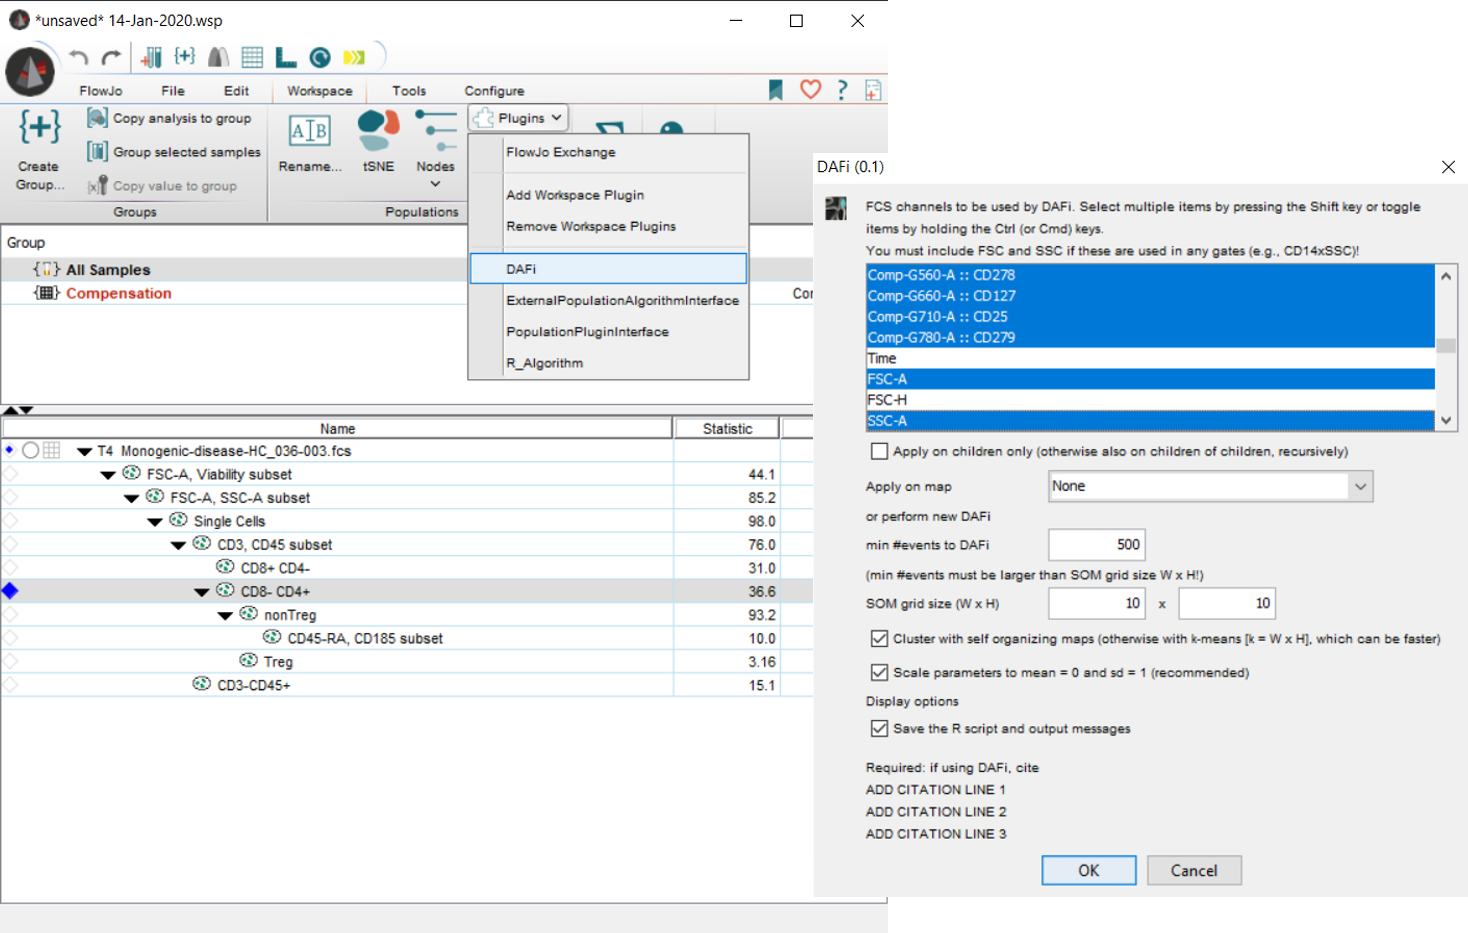 *unsaved* 14-Jan-2020.wsp
FlowJo File Edit Workspace Tools Configure
{+}
Create
Group...
Copy analysis to group
Group selected samples
Copy value to group
Groups
Rename...
tSNE
Nodes
Populations
Plugins
FlowJo Exchange
Add Workspace Plugin
Remove Workspace Plugins
DAFi
ExternalPopulationAlgorithmInterface
PopulationPluginInterface
R_Algorithm
Group
All Samples
Compensation
Name Statistic
T4 Monogenic-disease-HC_036-003.fcs
FSC-A, Viability subset 44.1
FSC-A, SSC-A subset 85.2
Single Cells 98.0
CD3, CD45 subset 76.0
CD8+ CD4- 31.0
CD8- CD4+ 36.6
nonTreg 93.2
CD45-RA, CD185 subset 10.0
Treg 3.16
CD3-CD45+ 15.1
DAFi (0.1)
FCS channels to be used by DAFi. Select multiple items by pressing the Shift key or toggle
items by holding the Ctrl (or Cmd) keys.
You must include FSC and SSC if these are used in any gates (e.g., CD14xSSC)!
Comp-G560-A :: CD278
Comp-G660-A :: CD127
Comp-G710-A :: CD25
Comp-G780-A :: CD279
Time
FSC-A
FSC-H
SSC-A
Apply on children only (otherwise also on children of children, recursively)
Apply on map None
or perform new DAFi
min #events to DAFi 500
(min #events must be larger than SOM grid size W x H!)
SOM grid size (W x H) 10 x 10
Cluster with self organizing maps (otherwise with k-means [k = W x H], which can be faster)
Scale parameters to mean = 0 and sd = 1 (recommended)
Display options
Save the R script and output messages
Required: if using DAFi, cite
ADD CITATION LINE 1
ADD CITATION LINE 2
ADD CITATION LINE 3
OK Cancel